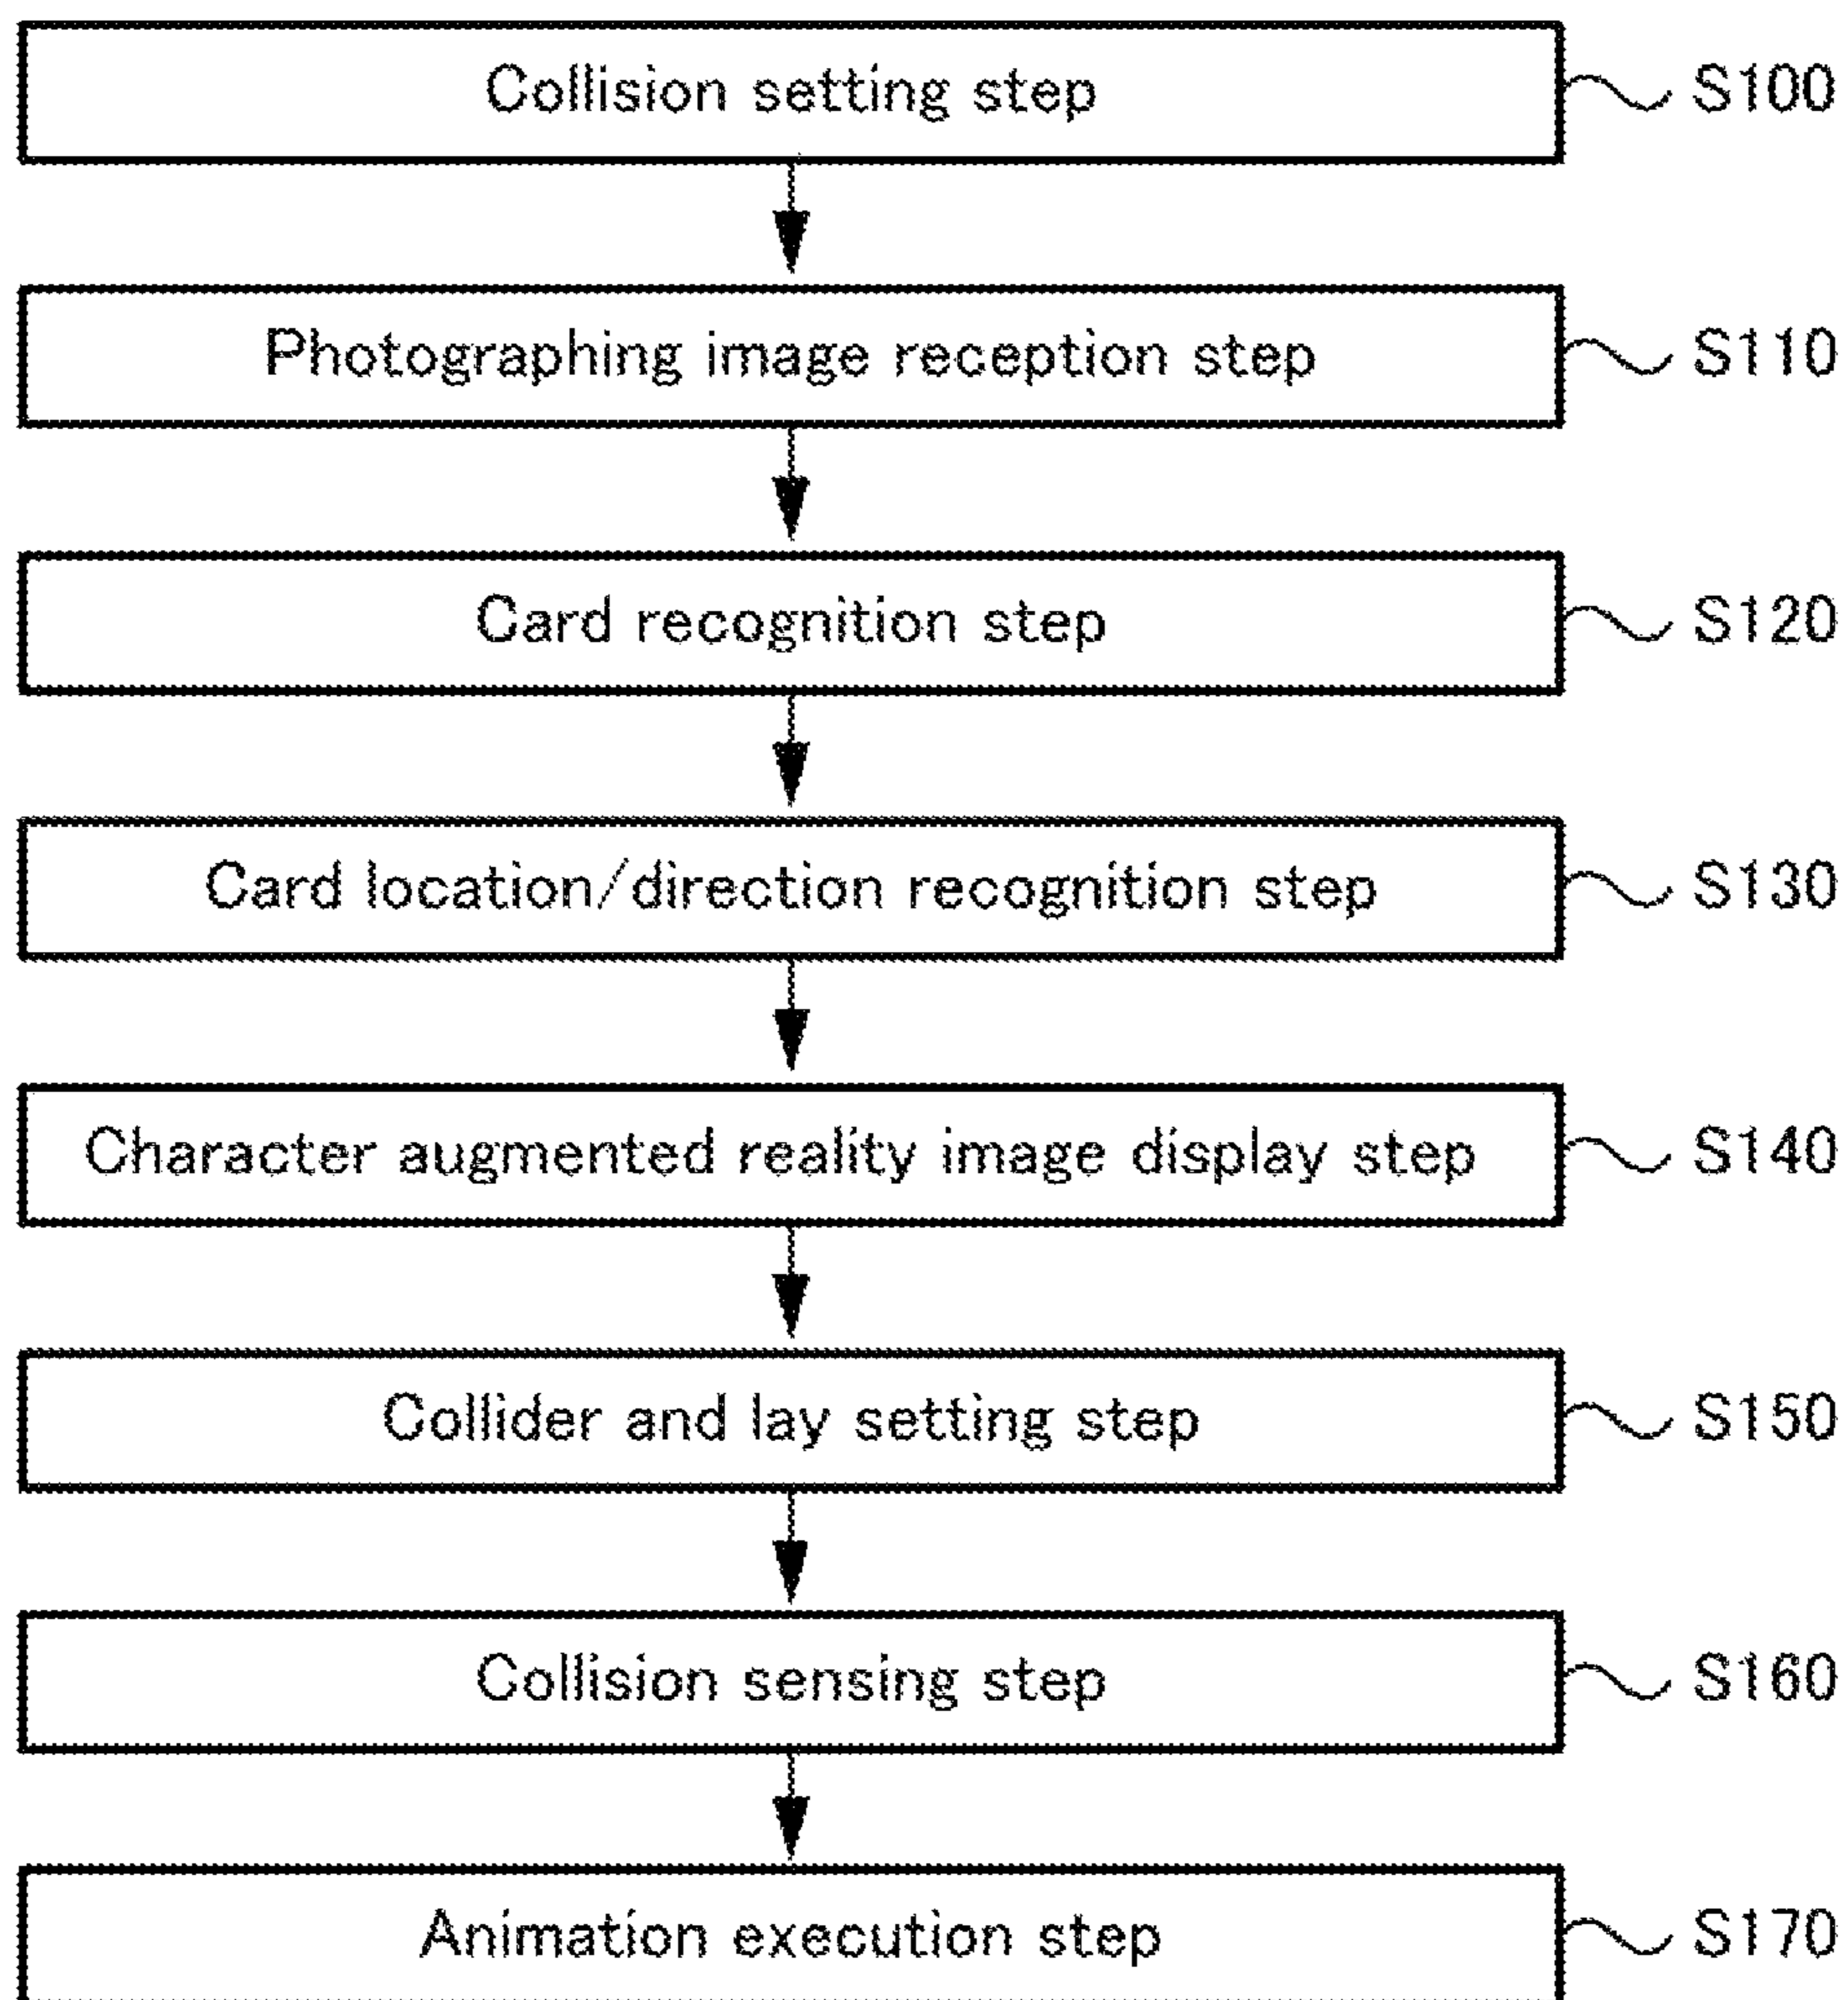 Collision setting step
S100
Photographing image reception step
S110
Card recognition step
S120
Card location/direction recognition step
S130
Character augmented reality image display step
S140
Collider and lay setting step
S150
Collision sensing step
S160
Animation execution step
S170